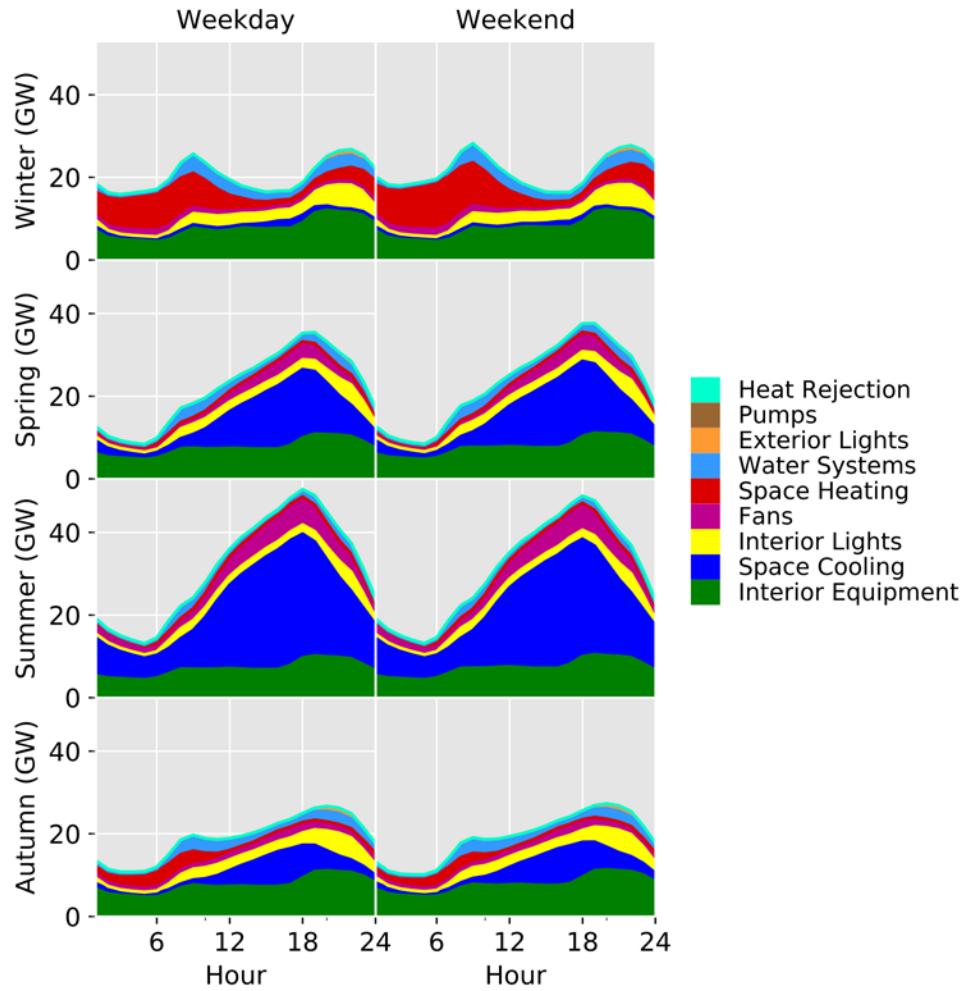 Weekday
Weekend
Winter (GW)
40
20
0
Spring (GW)
40
20
0
Summer (GW)
40
20
0
Autumn (GW)
40
20
0
6 12 18 24 6 12 18 24
Hour
Hour
Heat Rejection
Pumps
Exterior Lights
Water Systems
Space Heating
Fans
Interior Lights
Space Cooling
Interior Equipment